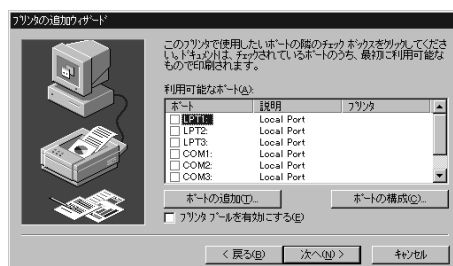 プリンタの追加ウィザード
このプリンタで使用したいポートの隣のチェック ボックスをクリックしてくださ
い。ドキュメントは、チェックされているポートのうち、最初に利用可能な
もので印刷されます。
利用可能なポート(A):
ポート 説明 プリンタ
LPT1: Local Port
LPT2: Local Port
LPT3: Local Port
COM1: Local Port
COM2: Local Port
COM3: Local Port
ポートの追加(T)... ポートの構成(C)...
プリンタ プールを有効にする(E)
< 戻る(B) 次へ(N) > キャンセル